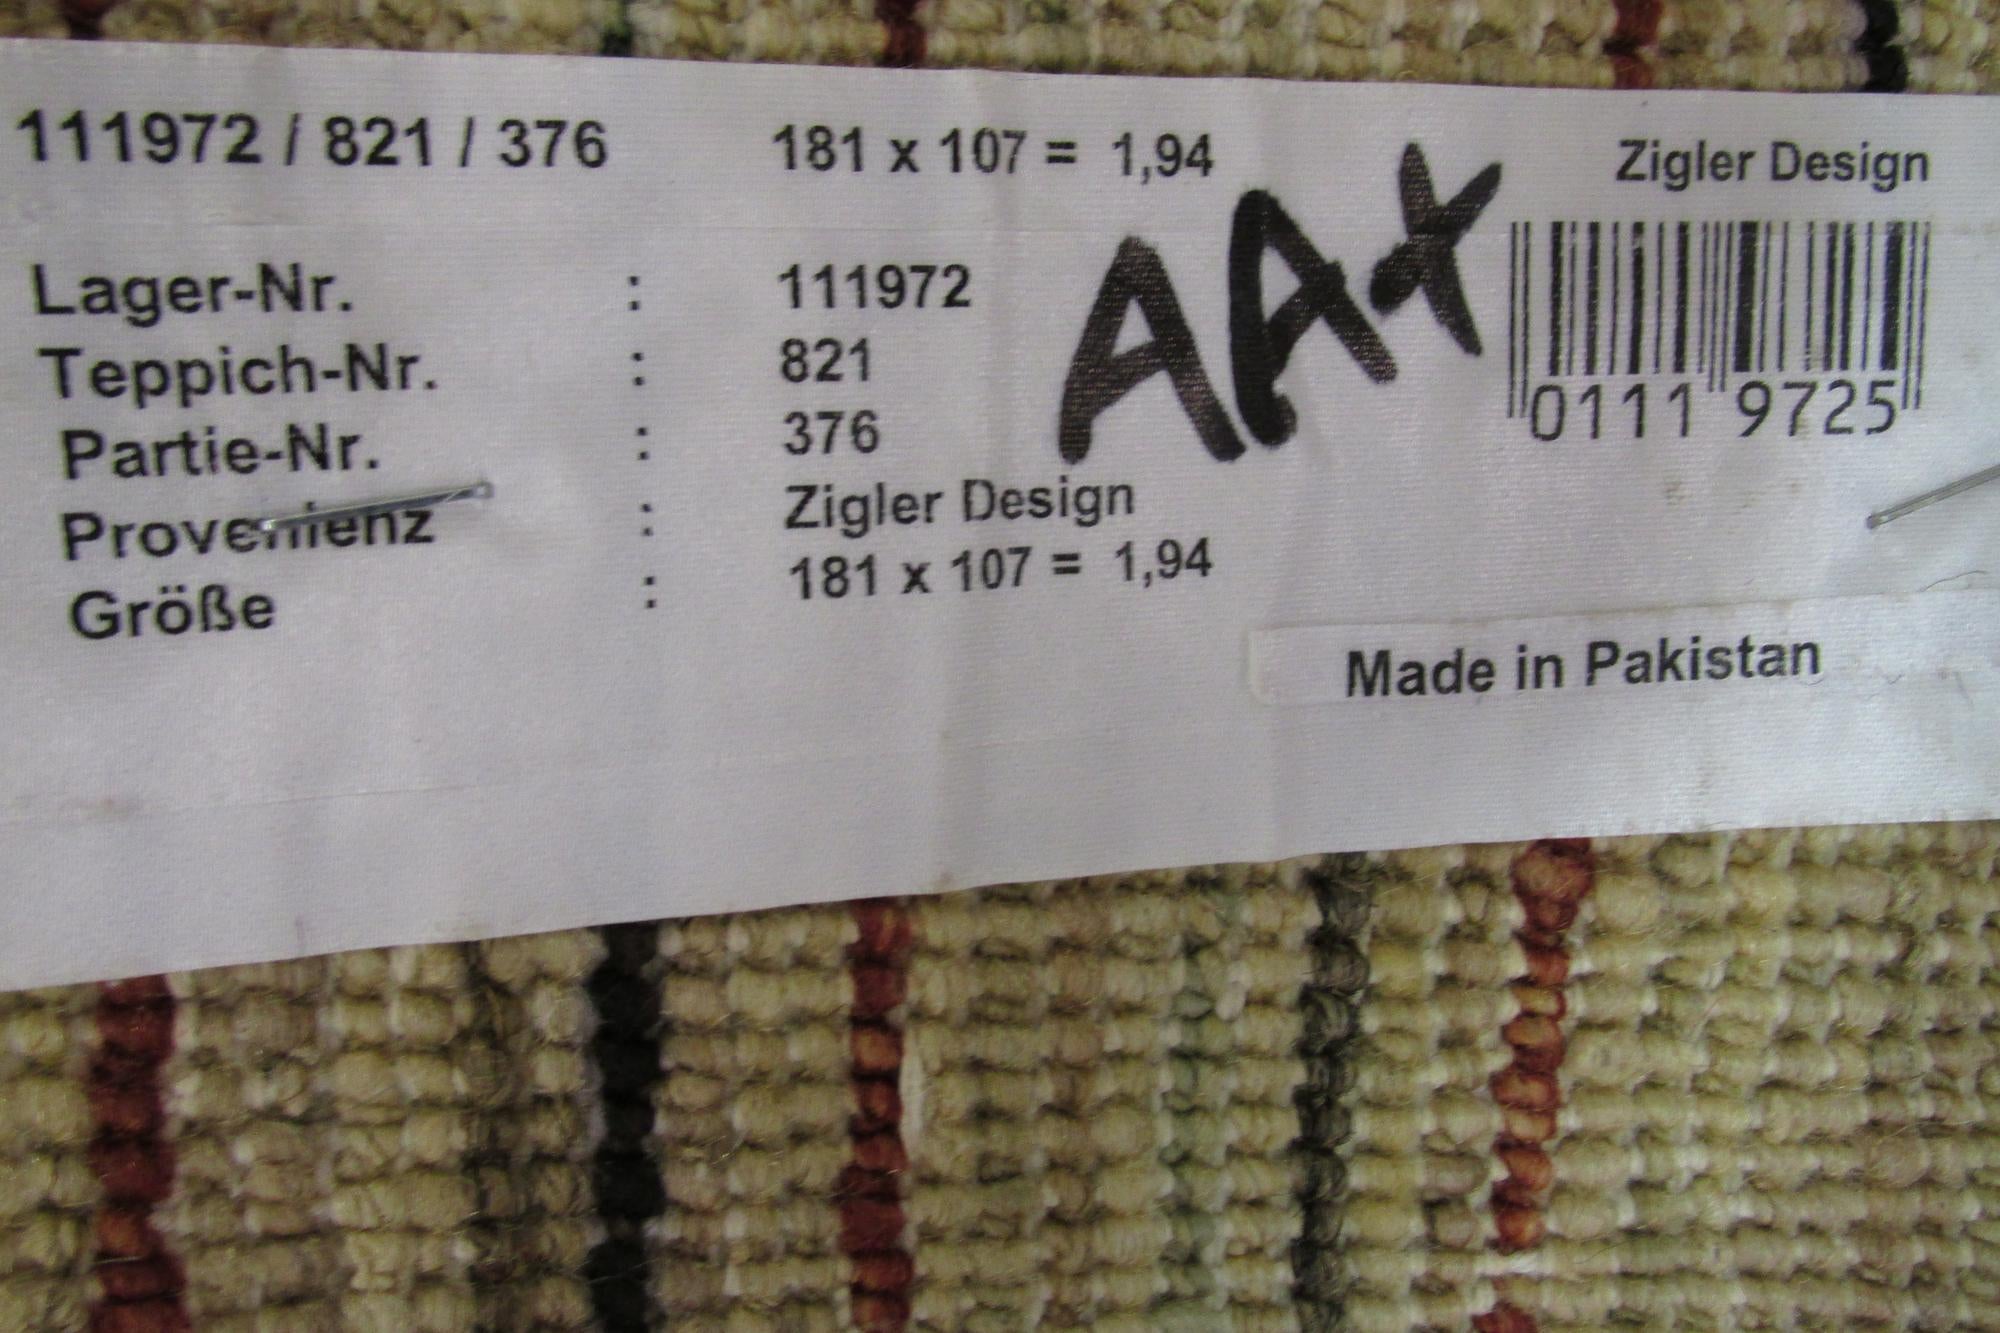 111972 / 821 / 376 181 x 107 = 1,94 Zigler Design
AA+
Lager-Nr. : 111972
Teppich-Nr. : 821
Partie-Nr. : 376
Provenienz : Zigler Design
Größe : 181 x 107 = 1,94
0111 9725
Made in Pakistan